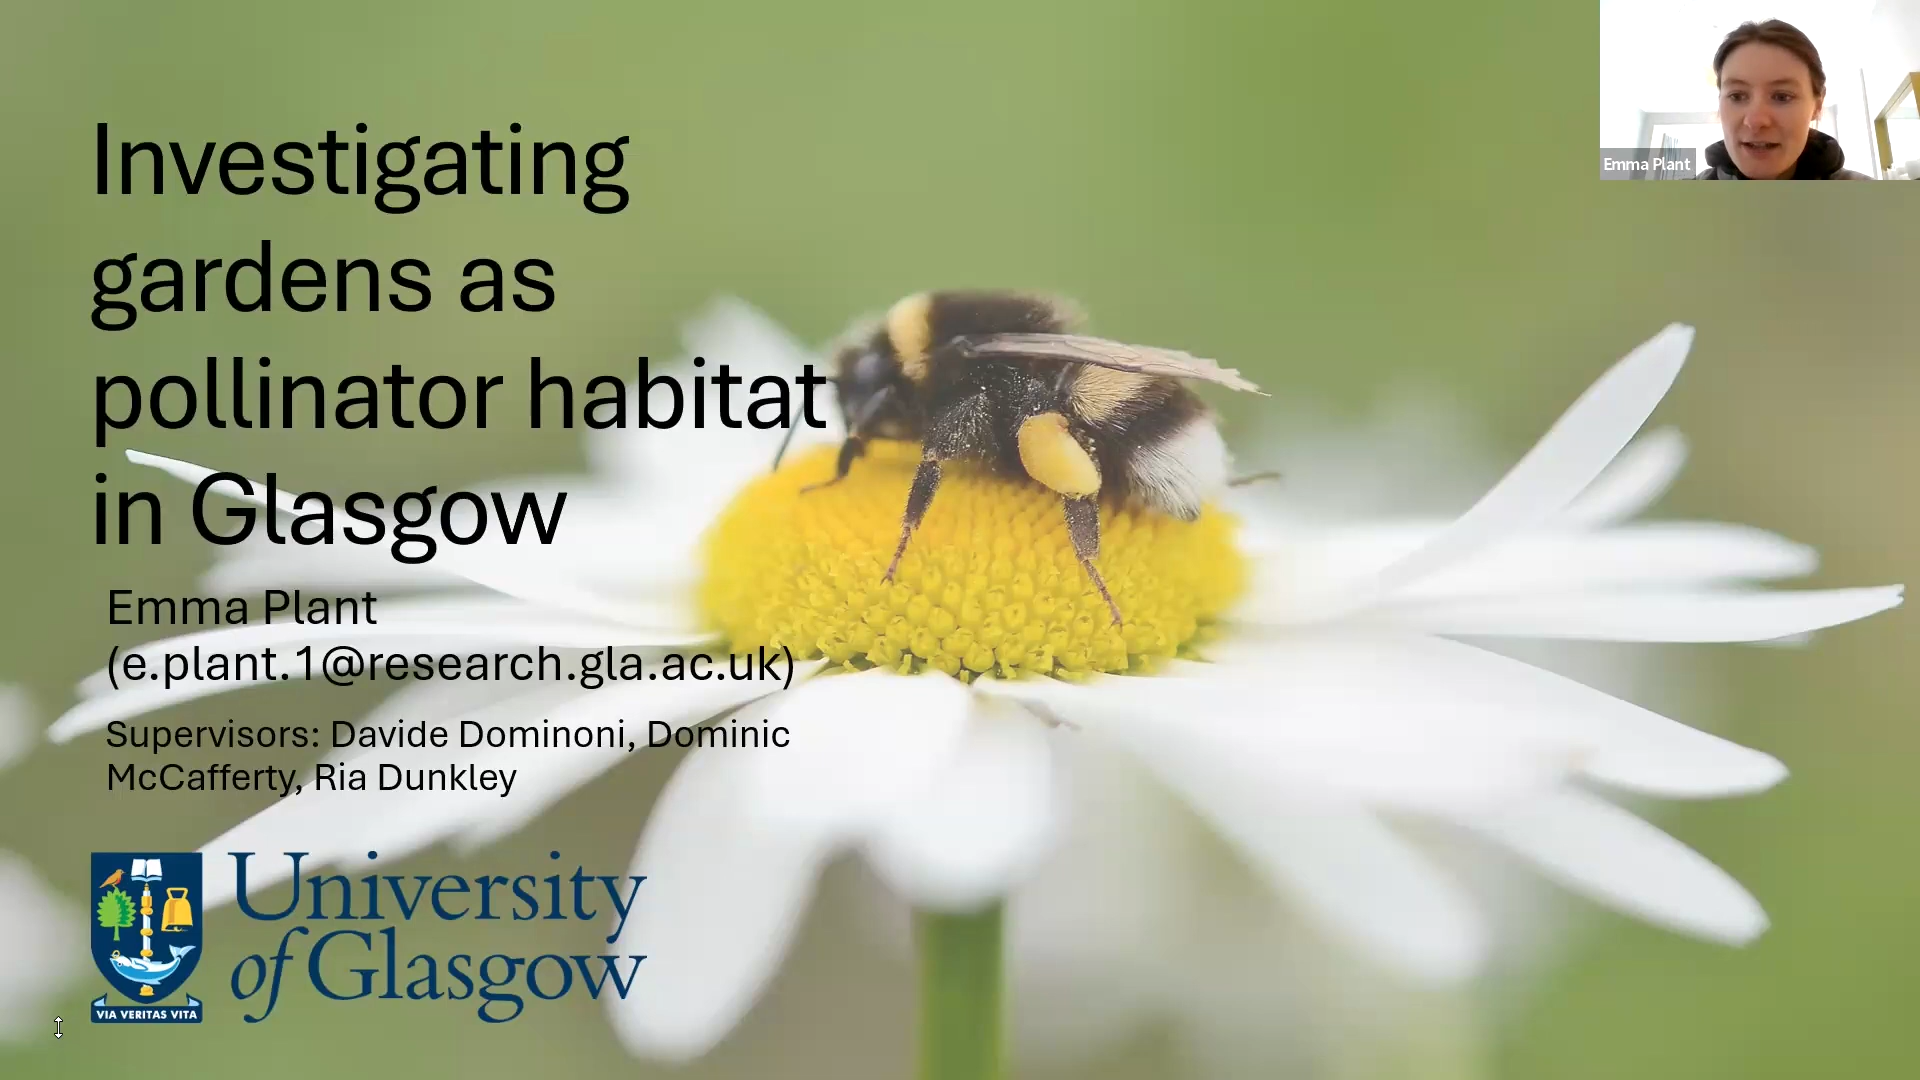 Investigating
gardens as
pollinator habitat
in Glasgow
Emma Plant
(e.plant.1@research.gla.ac.uk)
Supervisors: Davide Dominoni, Dominic
McCafferty, Ria Dunkley
University
of Glasgow
VIA VERITAS VITA
Emma Plant